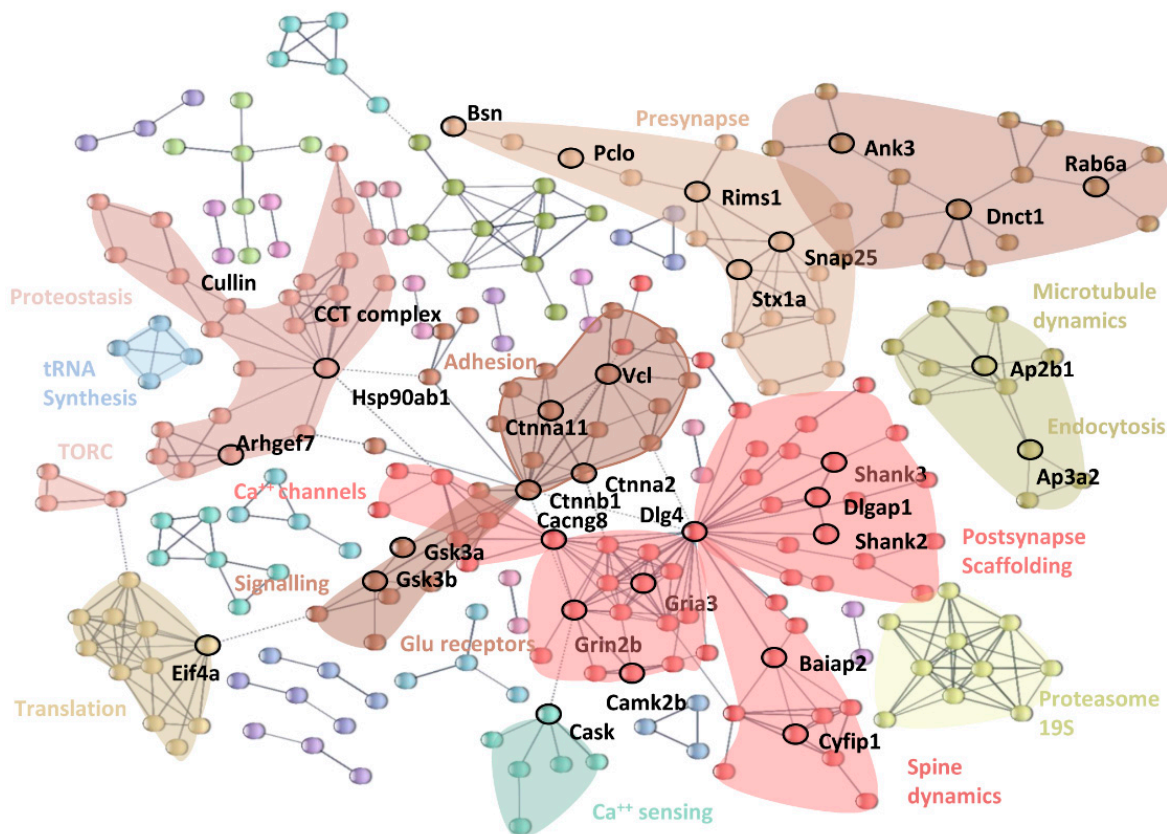 Bsn
Presynapse
Pclo
Ank3
Rab6a
Rims1
Dnct1
Snap25
Cullin
Proteostasis
Stx1a
CCT complex
Microtubule
dynamics
tRNA
Synthesis
Adhesion
Vcl
Ap2b1
Hsp90ab1
Ctnna11
Endocytosis
TORC
Arhgef7
Ap3a2
Shank3
Ca++ channels
Ctnna2
Ctnnb1
Dlgap1
Cacng8
Dlg4
Shank2
Postsynapse
Scaffolding
Gsk3a
Signalling
Gsk3b
Gria3
Glu receptors
Grin2b
Eif4a
Baiap2
Translation
Camk2b
Proteasome
19S
Cask
Cyfip1
Spine
dynamics
Ca++ sensing